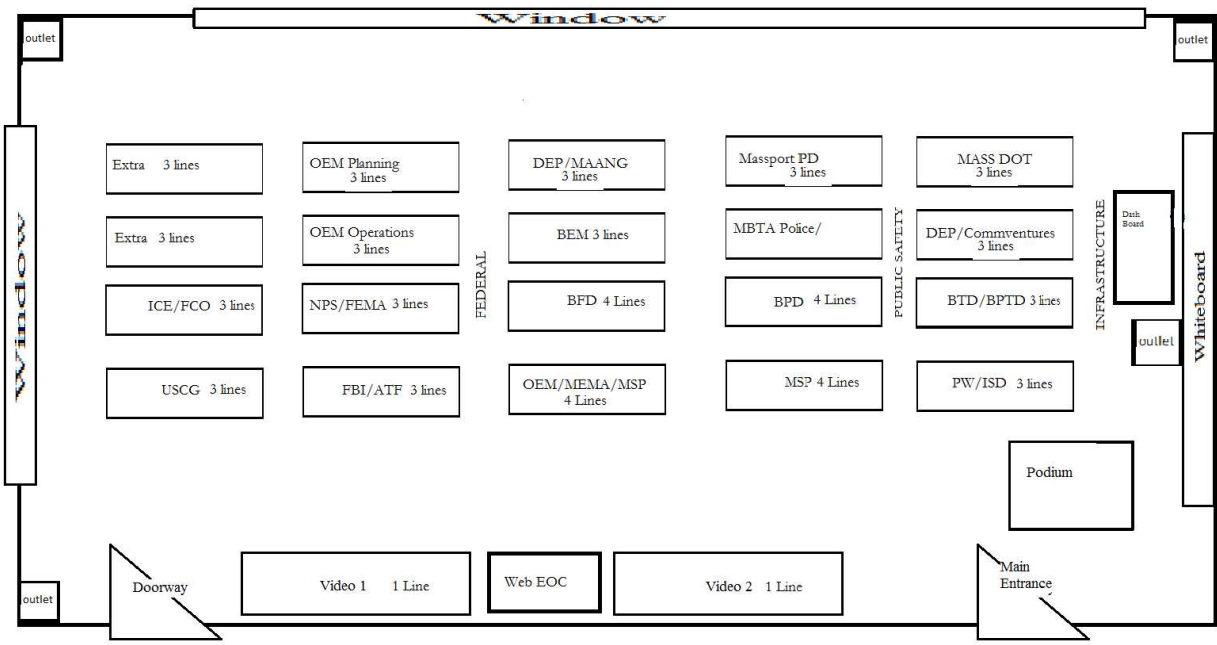 Window
outlet
outlet
Extra 3 lines
OEM Planning
3 lines
DEP/MAANG
3 lines
Massport PD
3 lines
MASS DOT
3 lines
Window
Extra 3 lines
OEM Operations
3 lines
FEDERAL
BEM 3 lines
MBTA Police/
PUBLIC SAFETY
DEP/Commventures
3 lines
INFRASTRUCTURE
Dash
Board
Whiteboard
ICE/FCO 3 lines
NPS/FEMA 3 lines
BFD 4 Lines
BPD 4 Lines
BTD/BPTD 3 lines
outlet
USCG 3 lines
FBI/ATF 3 lines
OEM/MEMA/MSP
4 Lines
MSP 4 Lines
PW/ISD 3 lines
Podium
Doorway
Video 1 1 Line
Web EOC
Video 2 1 Line
Main
Entrance
outlet